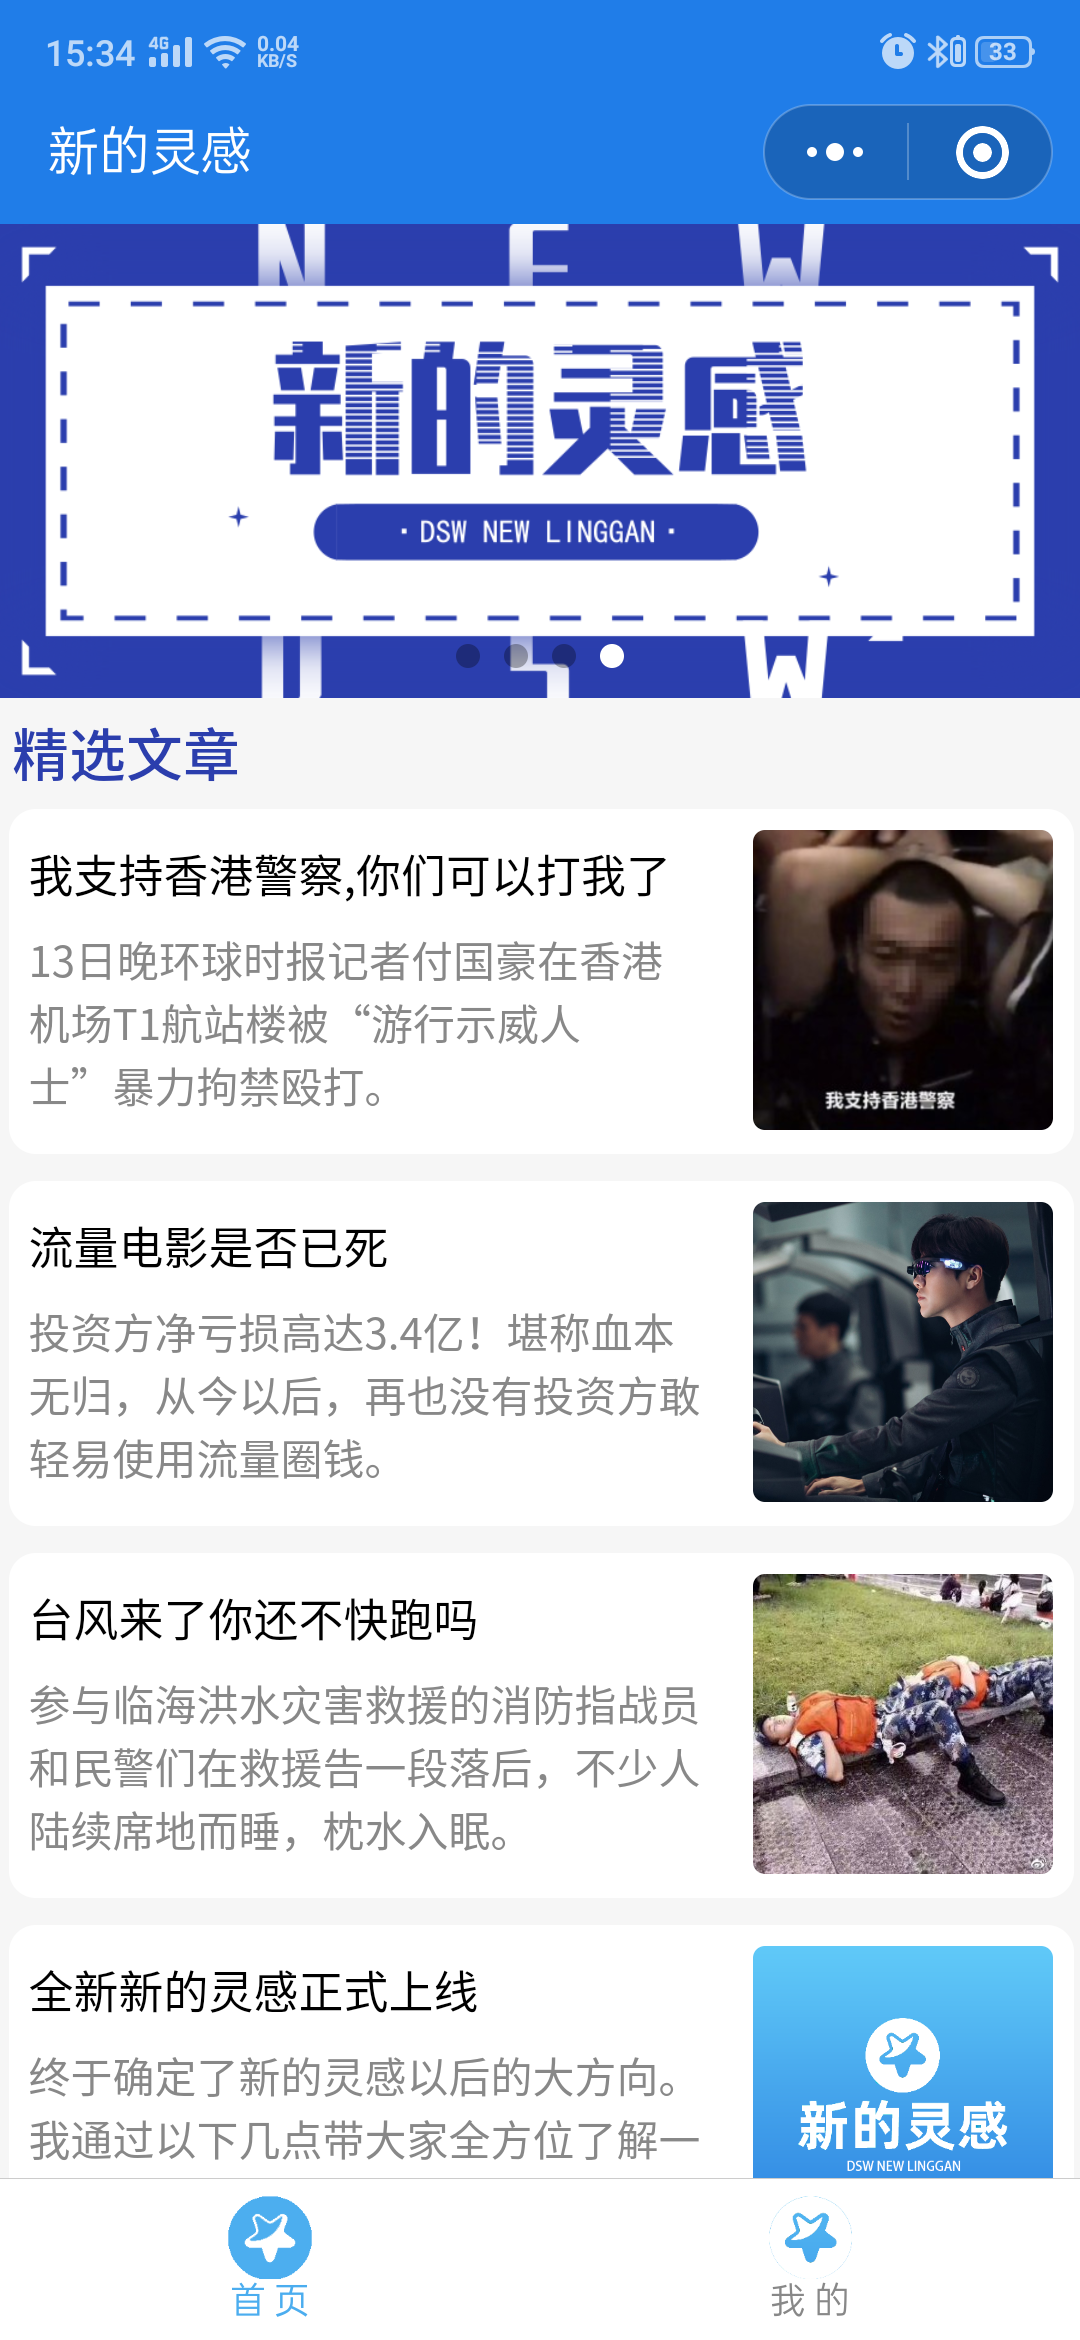 15:34 4G 0.04 KB/S 33
新的灵感
N E W
新的灵感
·DSW NEW LINGGAN·
D S W
精选文章
我支持香港警察,你们可以打我了
13日晚环球时报记者付国豪在香港
机场T1航站楼被“游行示威人
士”暴力拘禁殴打。
我支持香港警察
流量电影是否已死
投资方净亏损高达3.4亿！堪称血本
无归，从今以后，再也没有投资方敢
轻易使用流量圈钱。
台风来了你还不快跑吗
参与临海洪水灾害救援的消防指战员
和民警们在救援告一段落后，不少人
陆续席地而睡，枕水入眠。
全新新的灵感正式上线
终于确定了新的灵感以后的大方向。
我通过以下几点带大家全方位了解一
新的灵感
DSW NEW LINGGAN
首页
我的